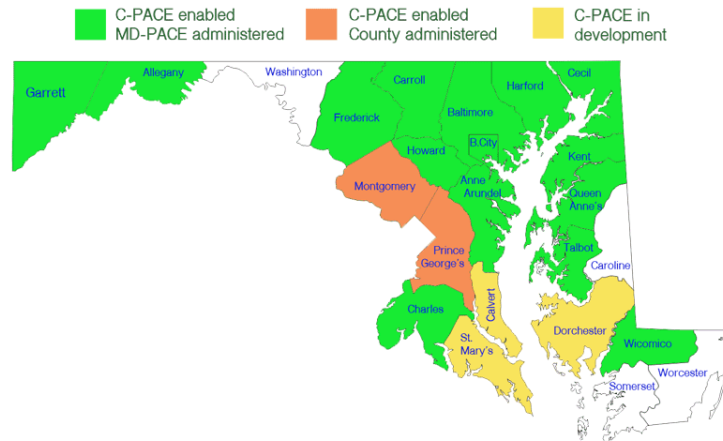 C-PACE enabled
MD-PACE administered
C-PACE enabled
County administered
C-PACE in
development
Garrett
Allegany
Washington
Frederick
Carroll
Baltimore
Harford
Cecil
B.City
Howard
Montgomery
Anne
Arundel
Kent
Queen
Anne's
Prince
George's
Talbot
Caroline
Charles
Calvert
St.
Mary's
Dorchester
Wicomico
Somerset
Worcester